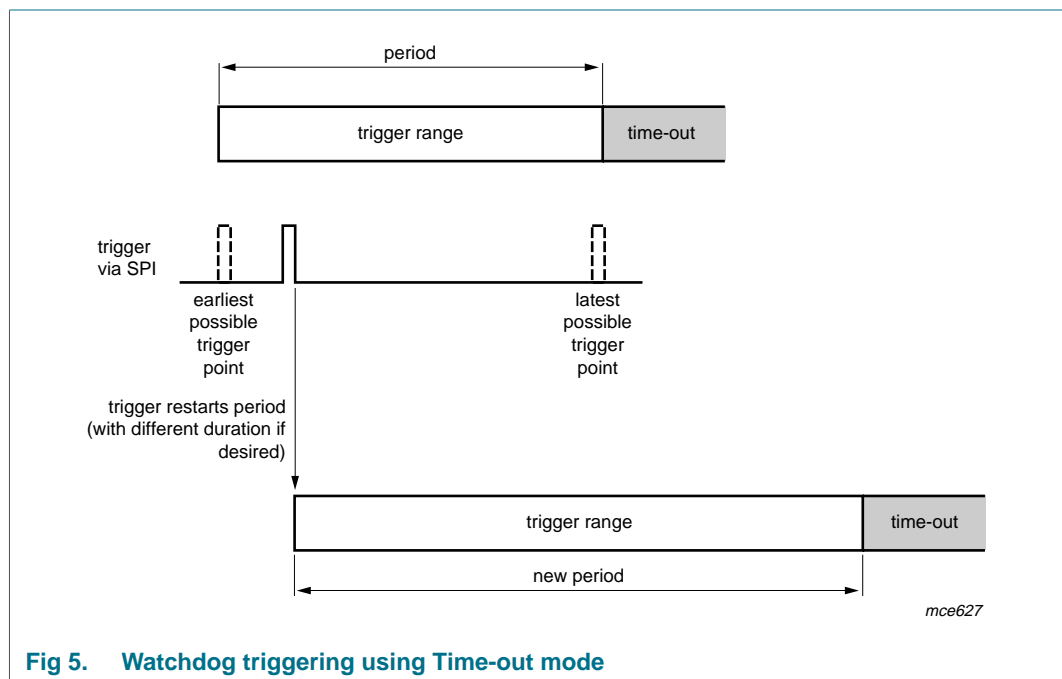 period
trigger range
time-out
trigger
via SPI
earliest
possible
trigger
point
latest
possible
trigger
point
trigger restarts period
(with different duration if
desired)
trigger range
time-out
new period
mce627
Fig 5. Watchdog triggering using Time-out mode